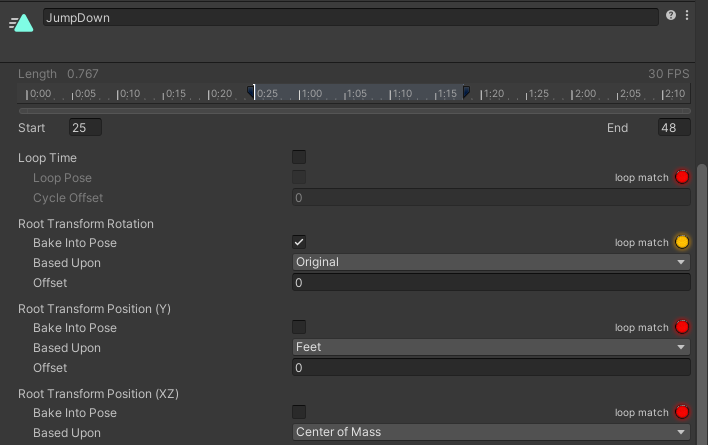 JumpDown
Length 0.767 30 FPS
0:00 0:05 0:10 0:15 0:20 0:25 1:00 1:05 1:10 1:15 1:20 1:25 2:00 2:05 2:10
Start 25 End 48
Loop Time
Loop Pose loop match
Cycle Offset 0
Root Transform Rotation
Bake Into Pose loop match
Based Upon Original
Offset 0
Root Transform Position (Y)
Bake Into Pose loop match
Based Upon Feet
Offset 0
Root Transform Position (XZ)
Bake Into Pose loop match
Based Upon Center of Mass